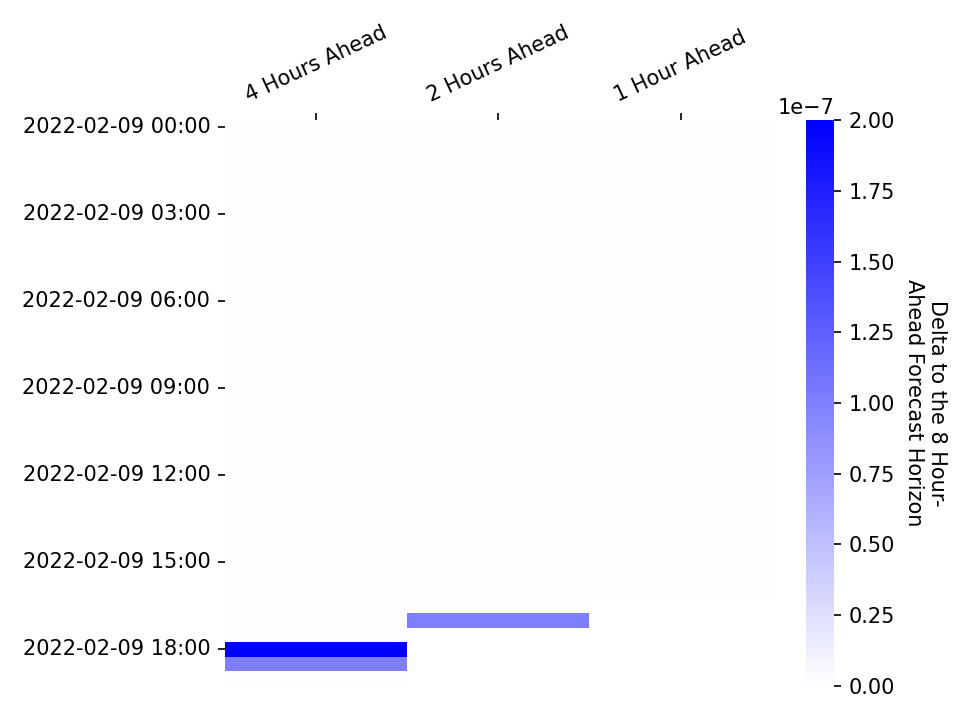 4 Hours Ahead
2 Hours Ahead
1 Hour Ahead
1e−7
2022-02-09 00:00
2022-02-09 03:00
2022-02-09 06:00
2022-02-09 09:00
2022-02-09 12:00
2022-02-09 15:00
2022-02-09 18:00
2.00
1.75
1.50
1.25
1.00
0.75
0.50
0.25
0.00
Delta to the 8 Hour-
Ahead Forecast Horizon